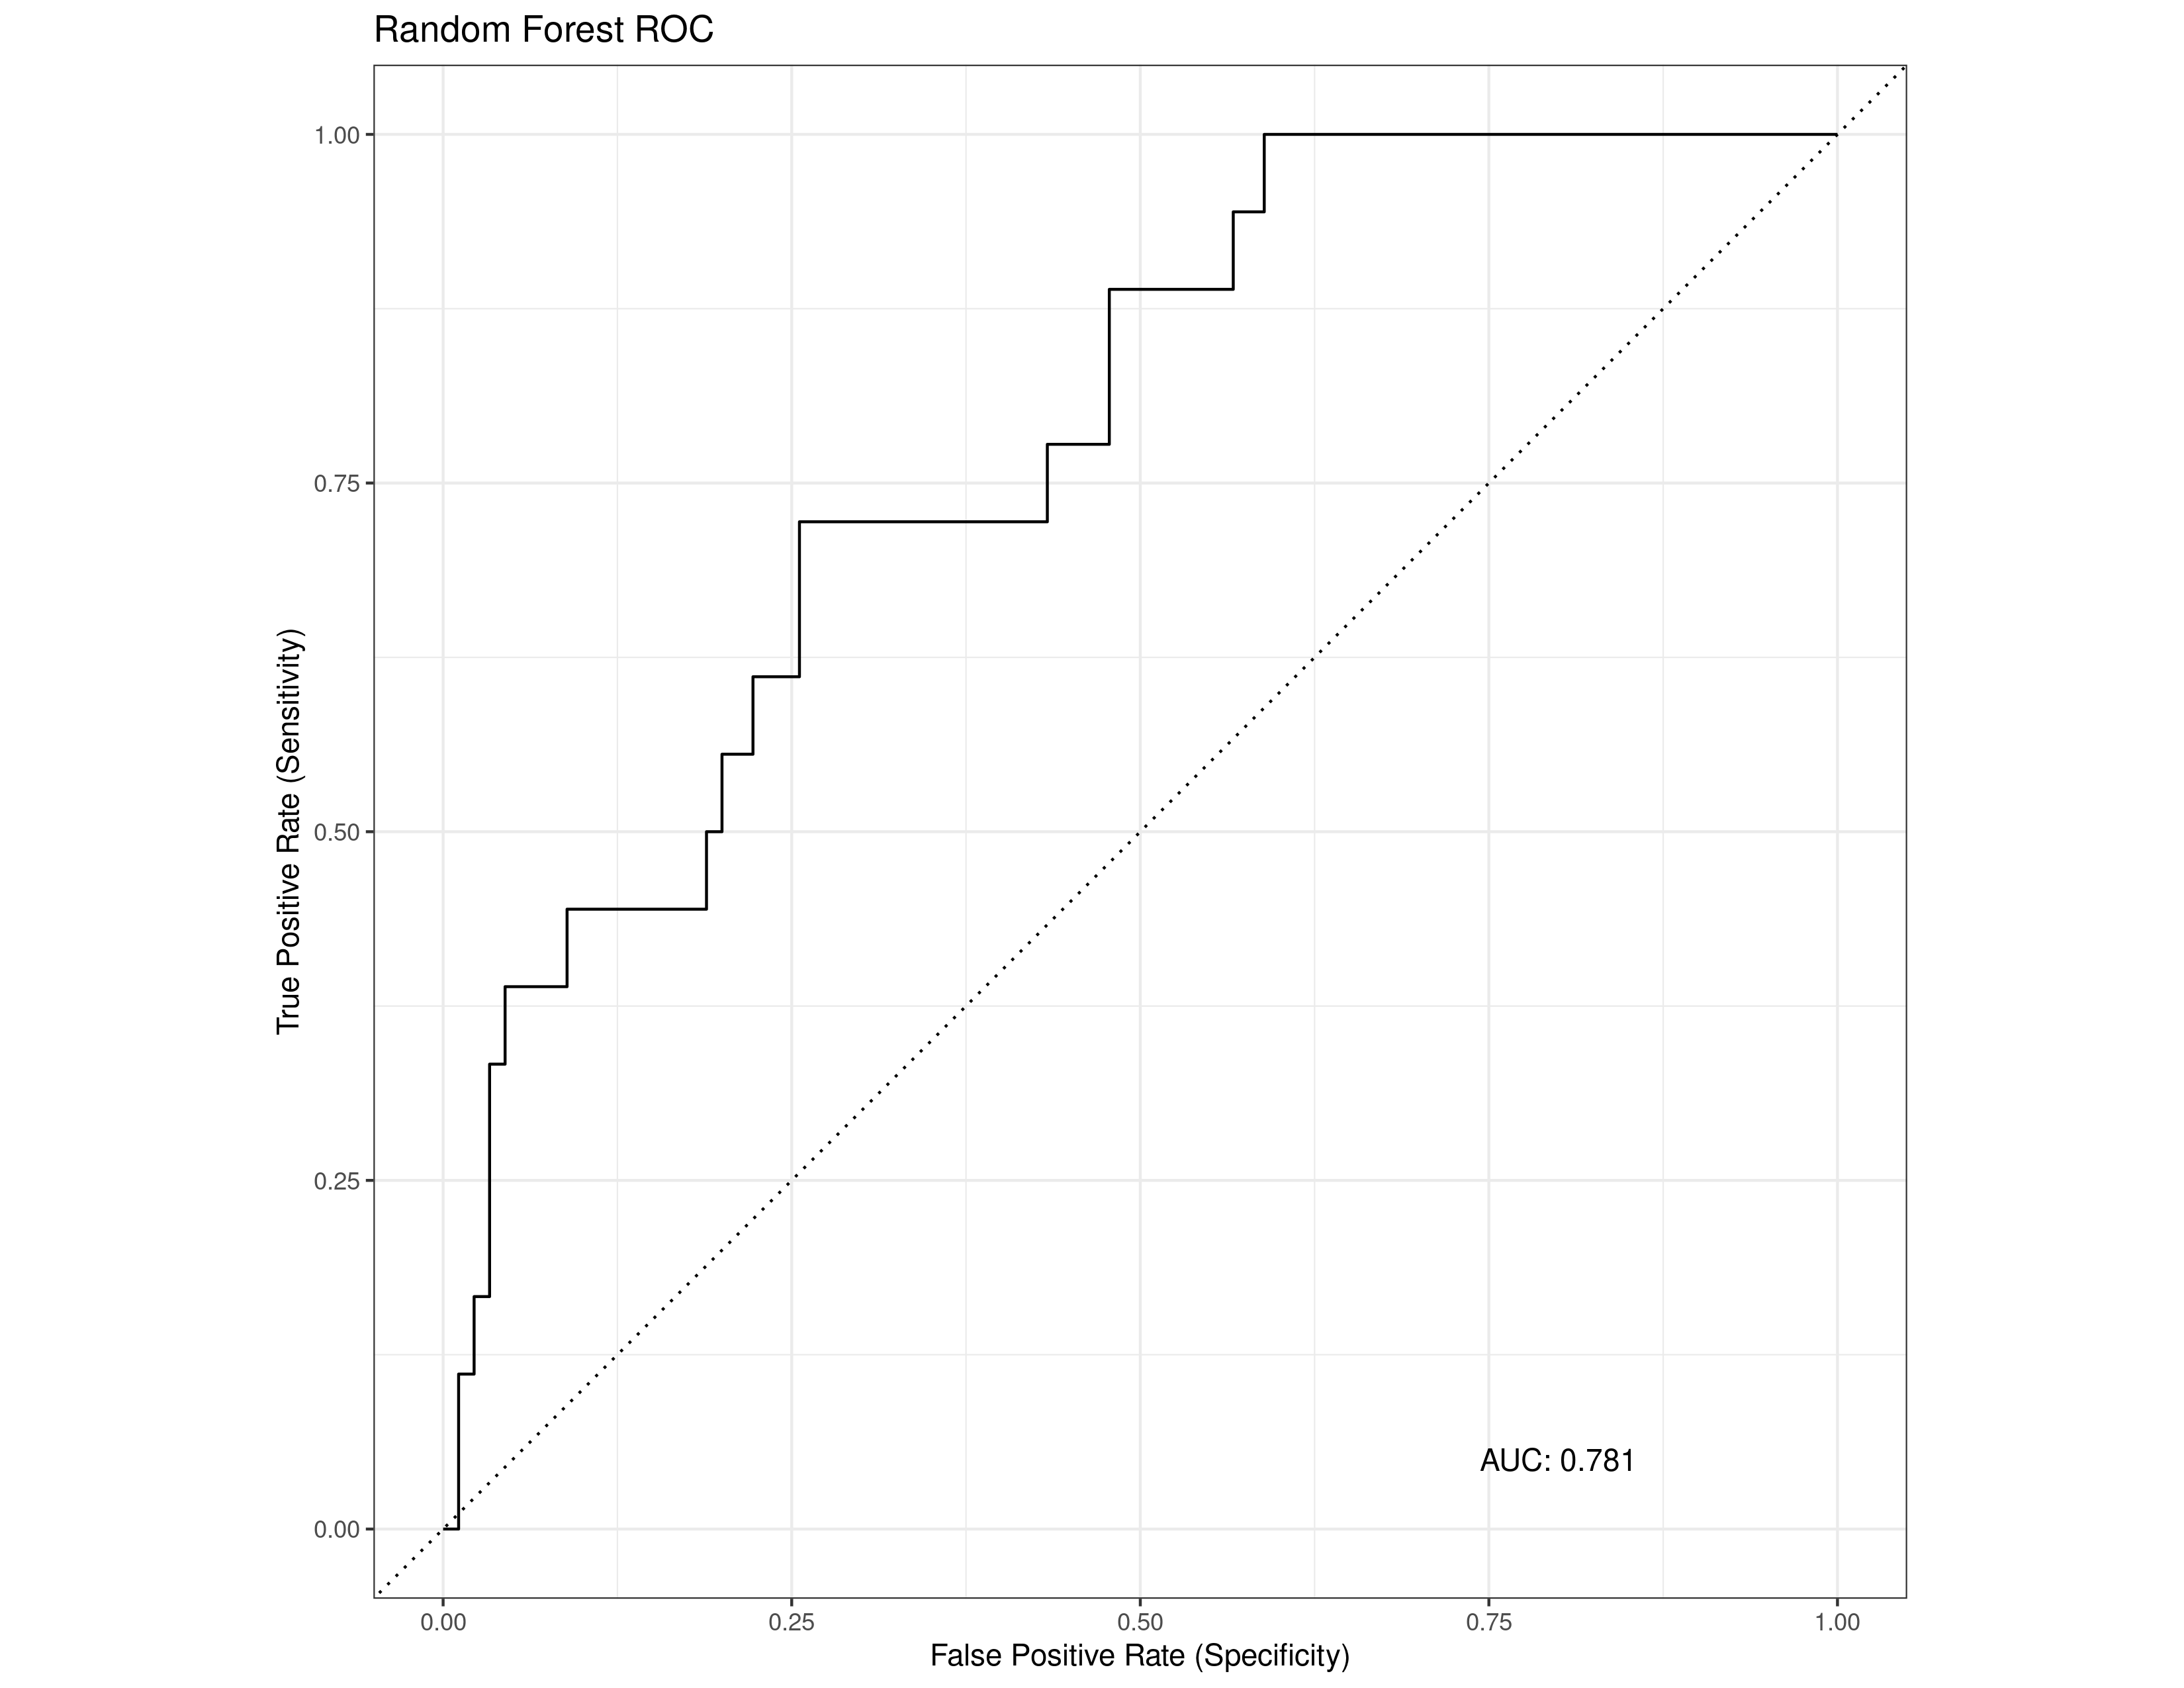 Random Forest ROC
True Positive Rate (Sensitivity)
1.00
0.75
0.50
0.25
0.00
AUC: 0.781
0.00 0.25 0.50 0.75 1.00
False Positive Rate (Specificity)